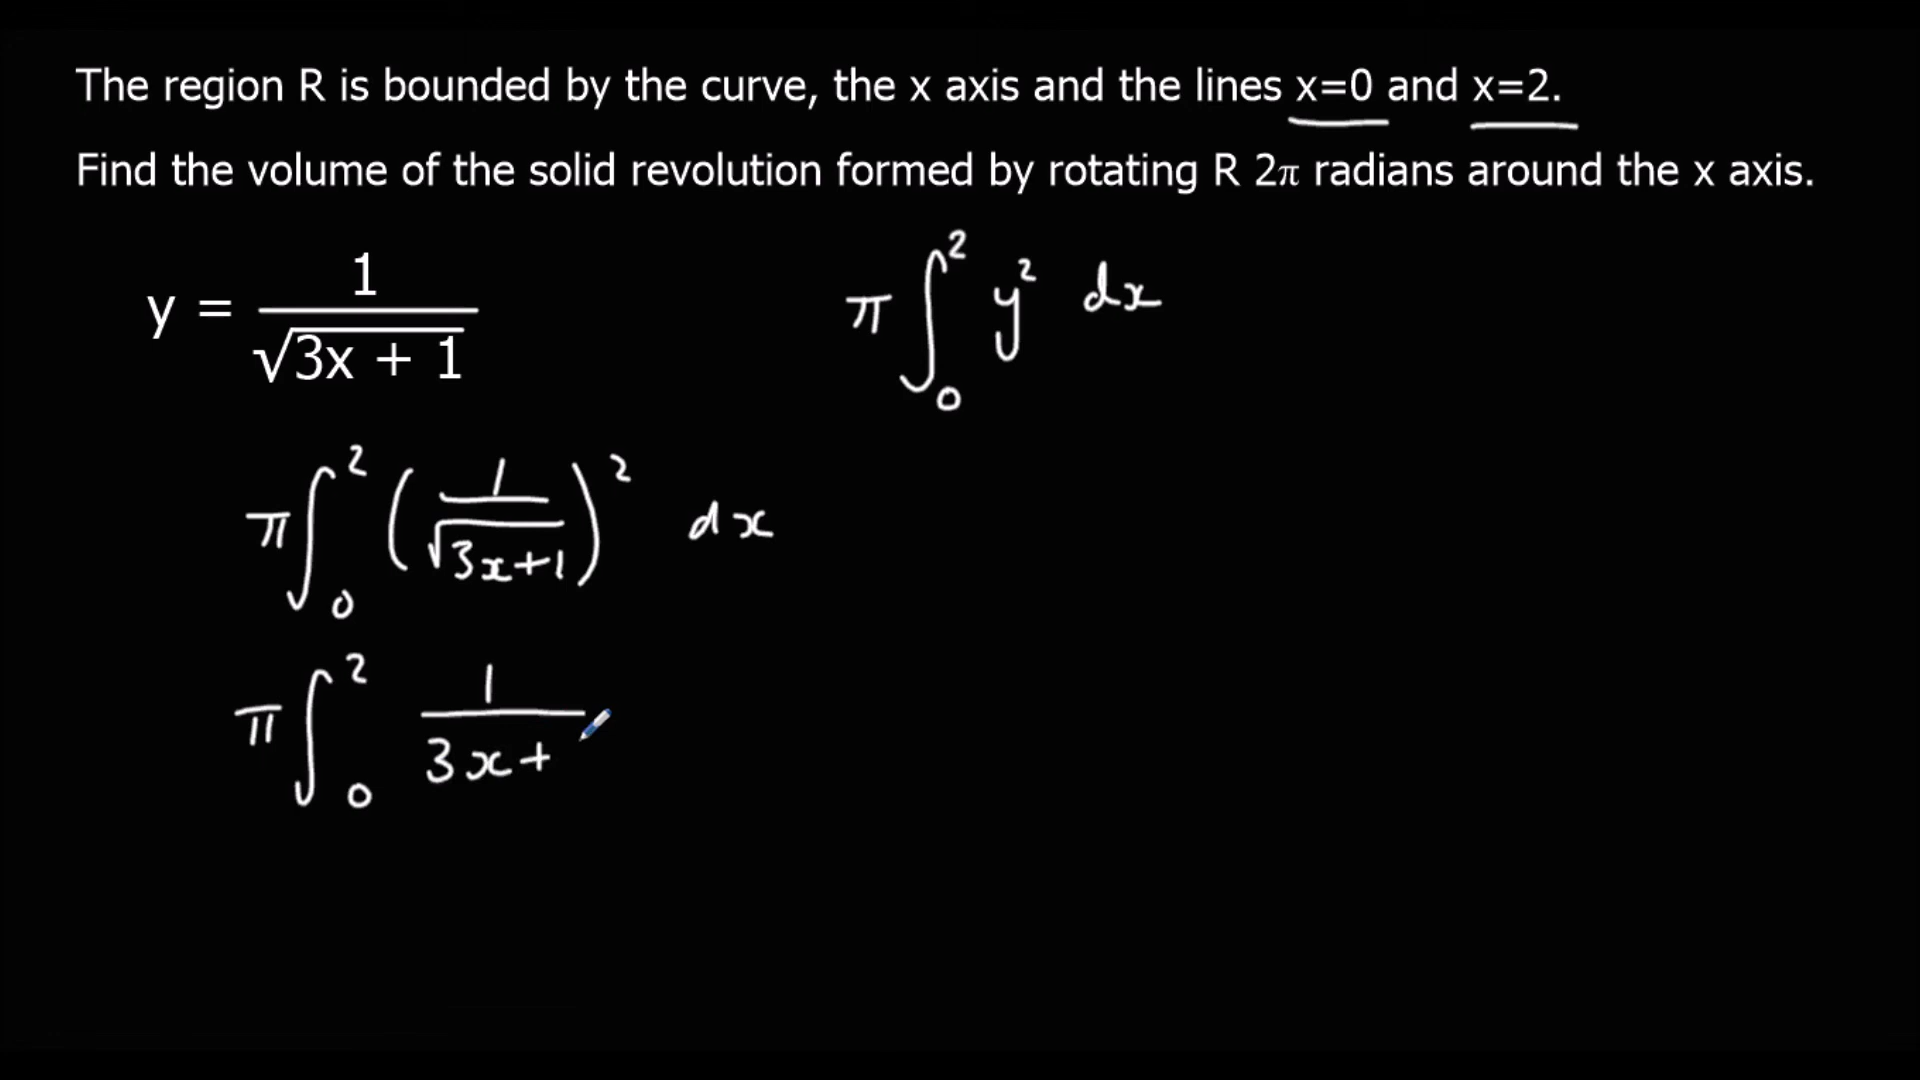 The region R is bounded by the curve, the x axis and the lines x=0 and x=2.
Find the volume of the solid revolution formed by rotating R 2π radians around the x axis.
y = 1/√(3x + 1)
π∫₀² y² dx
π∫₀² (1/√(3x+1))² dx
π∫₀² 1/(3x+